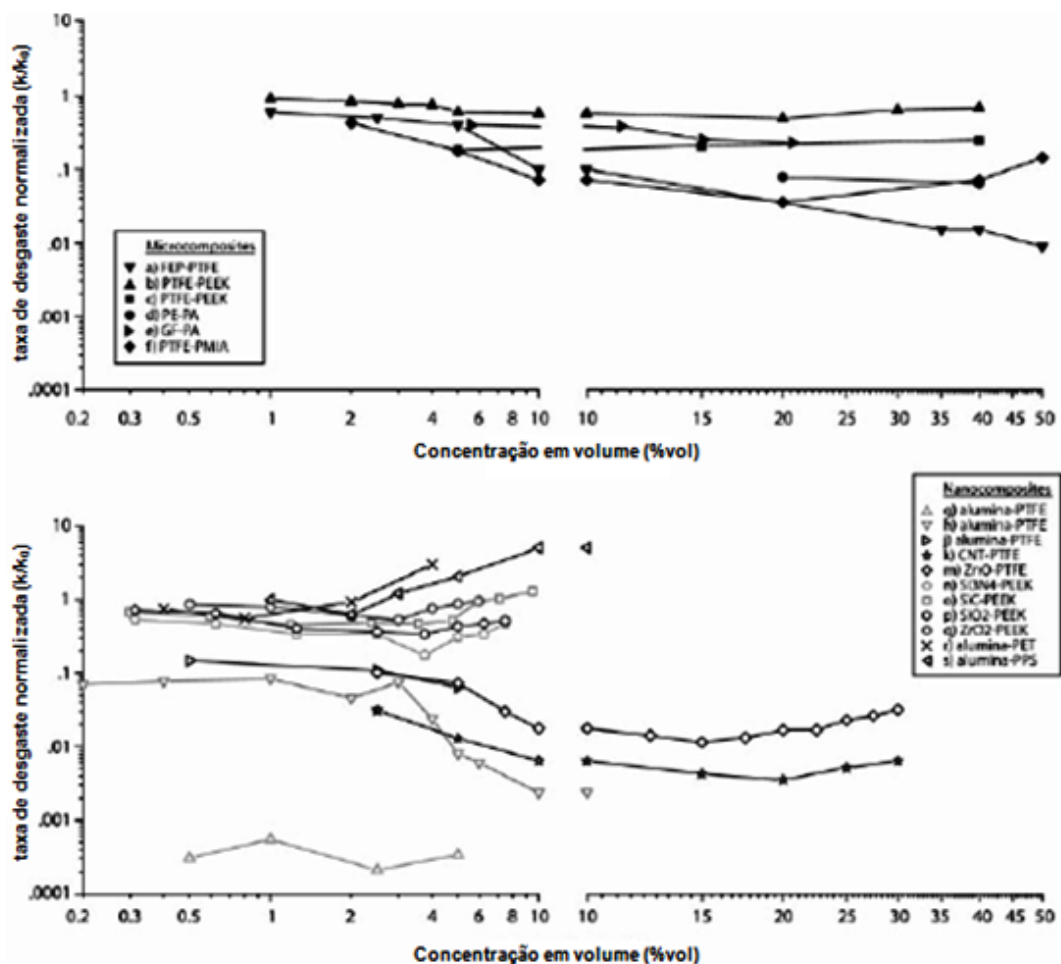 10
1
.1
.01
.001
.0001
taxa de desgaste normalizada (k/k₀)
Microcomposites
a) FEP-PTFE
b) PTFE-PEEK
c) PTFE-PEEK
d) PE-PA
e) GF-PA
f) PTFE-PMIA
0.3 0.5 1 2 4 6 8 10 10 15 20 25 30 40 45 50
Concentração em volume (%vol)
Nanocomposites
g) alumina-PTFE
h) alumina-PTFE
alumina-PTFE
k) CNT-PTFE
m) ZnO-PTFE
n) Si3N4-PEEK
o) SiC-PEEK
p) SiO2-PEEK
q) ZrO2-PEEK
r) alumina-PET
s) alumina-PPS
10
1
.1
.01
.001
.0001
taxa de desgaste normalizada (k/k₀)
0.2 0.3 0.5 1 2 4 6 8 10 10 15 20 25 30 40 45 50
Concentração em volume (%vol)